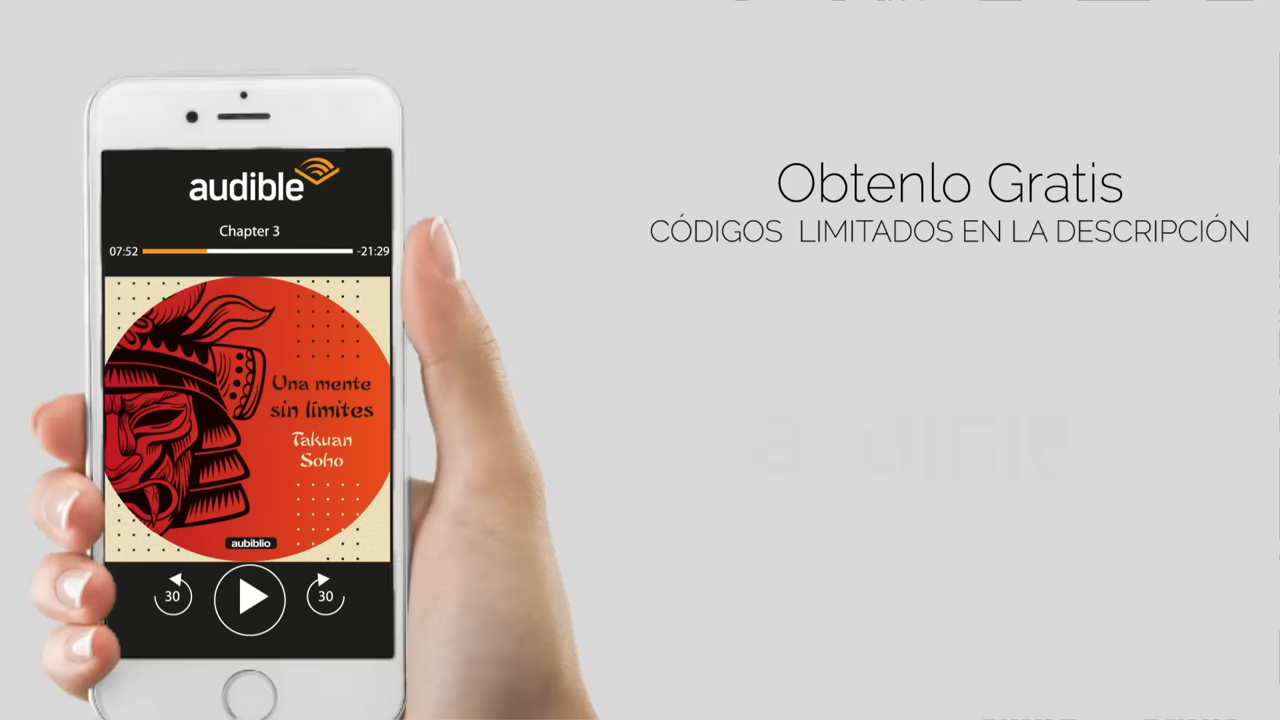 audible
Chapter 3
07:52
-21:29
Una mente
sin límites
Takuan
Soho
aubiblio
30
30
Obtenlo Gratis
CÓDIGOS LIMITADOS EN LA DESCRIPCIÓN